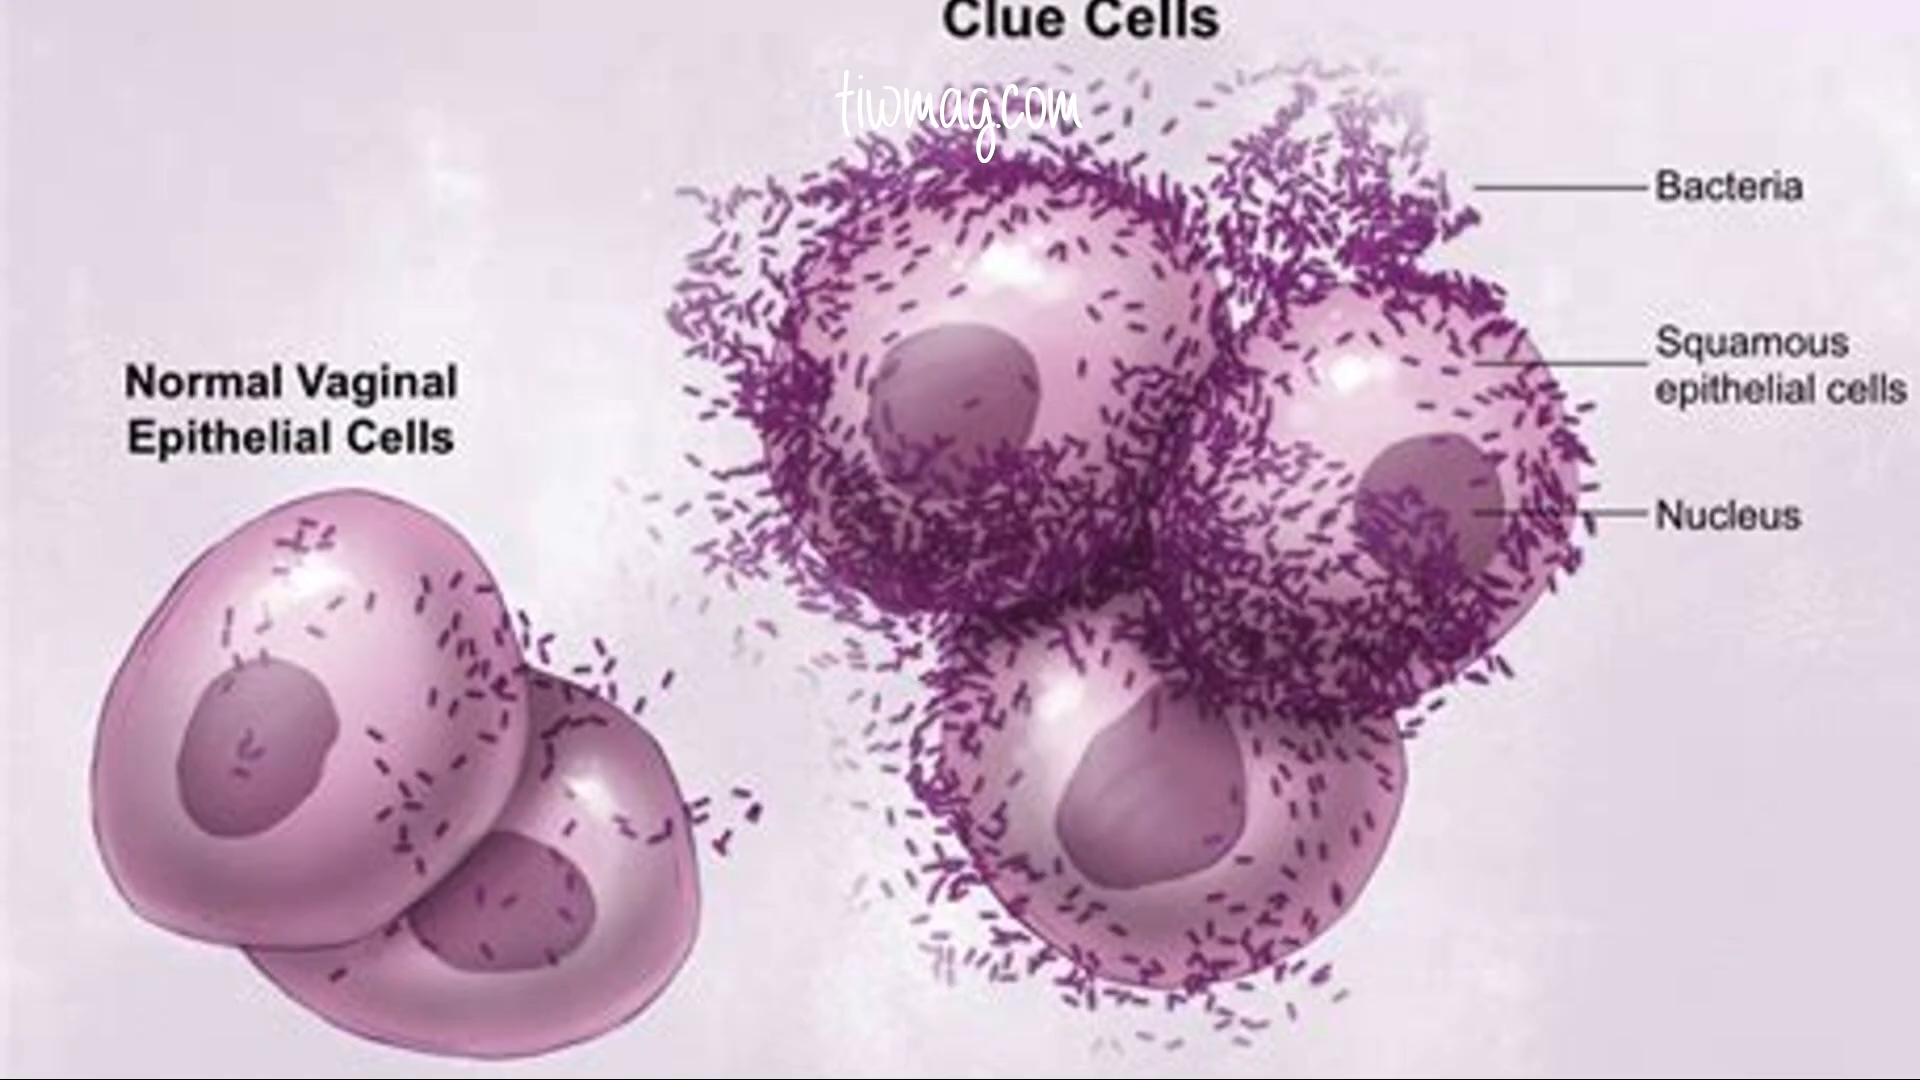 Clue Cells
tiwmag.com
Bacteria
Squamous
epithelial cells
Normal Vaginal
Epithelial Cells
Nucleus